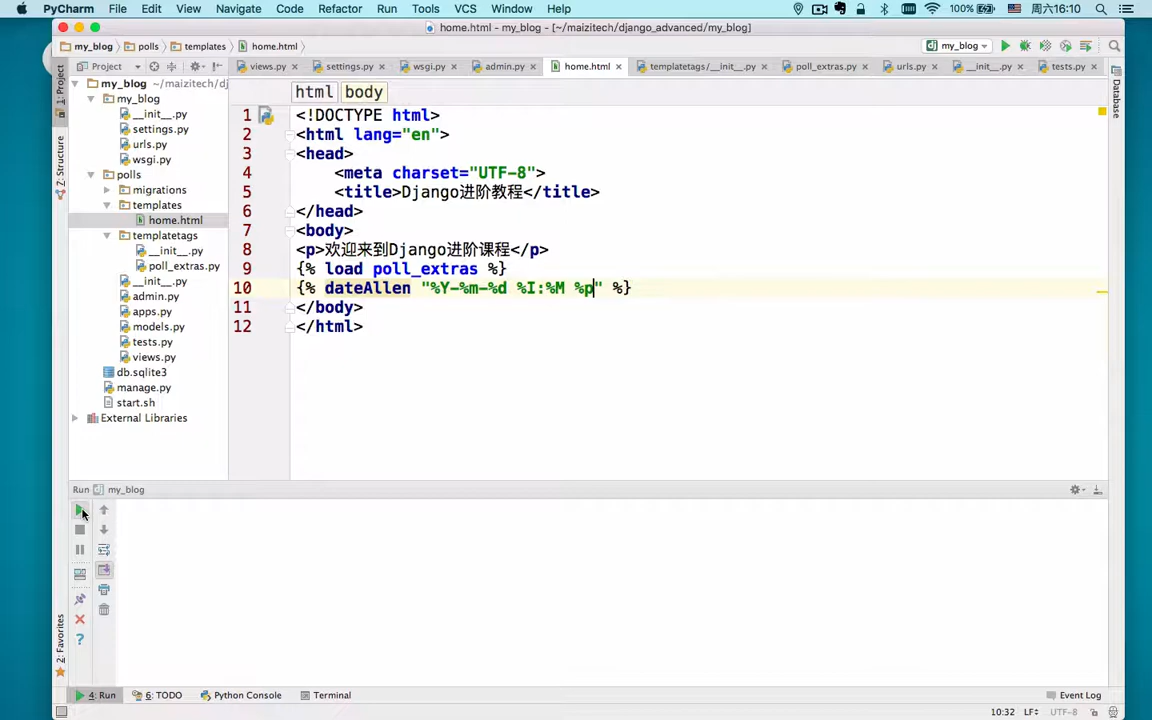 PyCharm File Edit View Navigate Code Refactor Run Tools VCS Window Help 100% 周六16:10
home.html - my_blog - [~/maizitech/django_advanced/my_blog]
my_blog polls templates home.html my_blog
Project views.py settings.py wsgi.py admin.py home.html templatetags/__init__.py poll_extras.py urls.py __init__.py tests.py
1: Project
Z: Structure
2: Favorites
Database
my_blog ~/maizitech/dj
my_blog
__init__.py
settings.py
urls.py
wsgi.py
polls
migrations
templates
home.html
templatetags
__init__.py
poll_extras.py
__init__.py
admin.py
apps.py
models.py
tests.py
views.py
db.sqlite3
manage.py
start.sh
External Libraries
html body
1 <!DOCTYPE html>
2 <html lang="en">
3 <head>
4 <meta charset="UTF-8">
5 <title>Django进阶教程</title>
6 </head>
7 <body>
8 <p>欢迎来到Django进阶课程</p>
9 {% load poll_extras %}
10 {% dateAllen "%Y-%m-%d %I:%M %p" %}
11 </body>
12 </html>
Run my_blog
4: Run 6: TODO Python Console Terminal Event Log
10:32 LF UTF-8